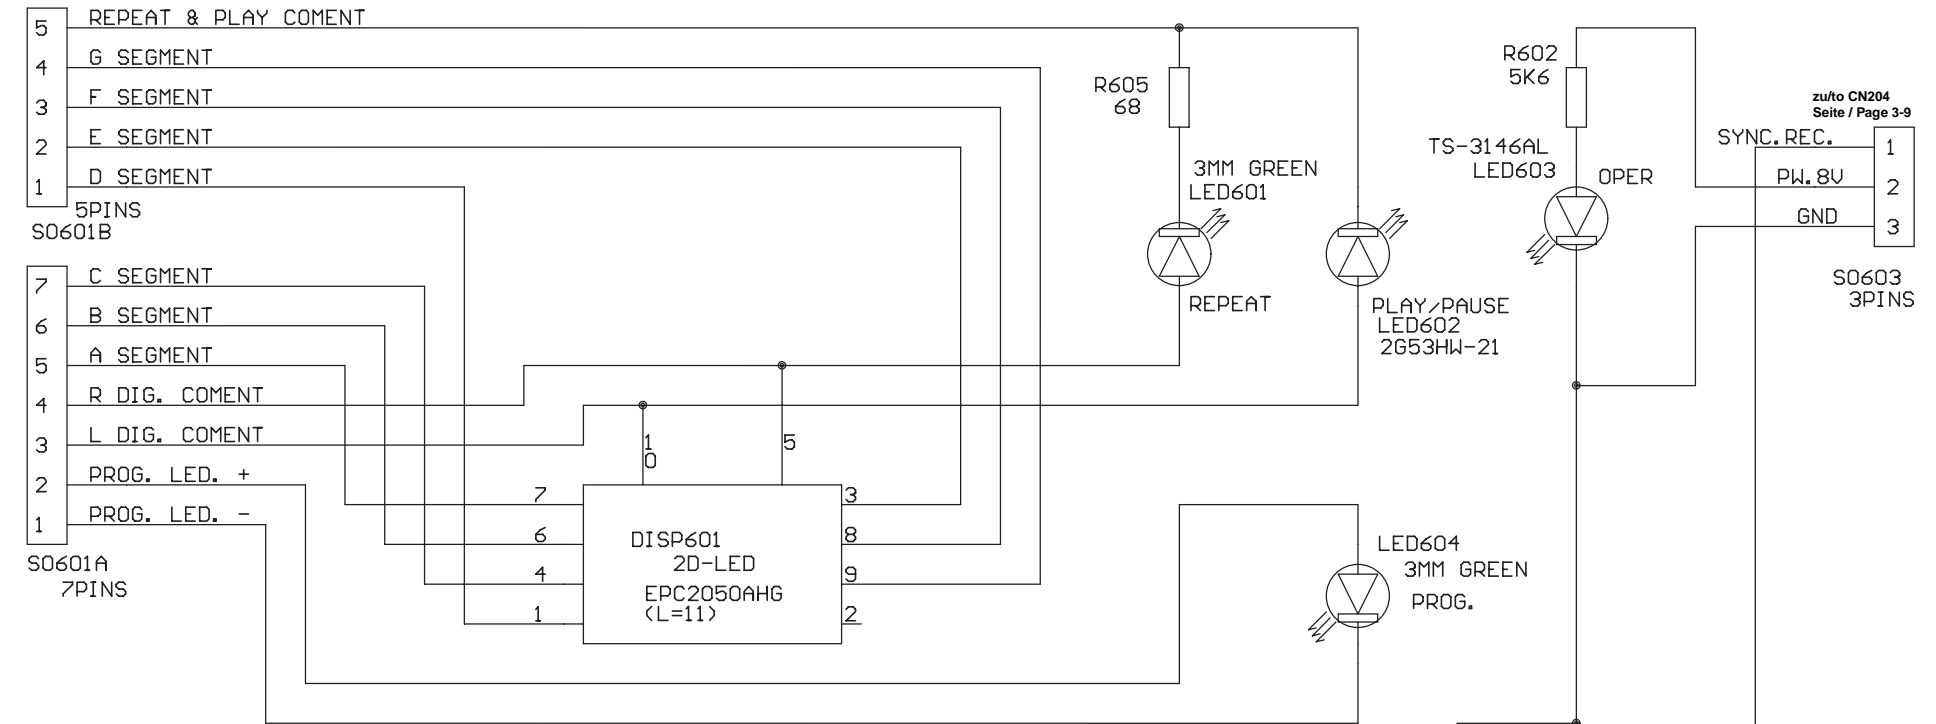 5 REPEAT & PLAY COMENT
4 G SEGMENT
3 F SEGMENT
2 E SEGMENT
1 D SEGMENT
5PINS
SO601B
7 C SEGMENT
6 B SEGMENT
5 A SEGMENT
4 R DIG. COMENT
3 L DIG. COMENT
2 PROG. LED. +
1 PROG. LED. -
SO601A
7PINS
1
0
5
7
6
4
1
3
8
9
2
DISP601
2D-LED
EPC2050AHG
(L=11)
R605
68
3MM GREEN
LED601
REPEAT
PLAY/PAUSE
LED602
2G53HW-21
R602
5K6
TS-3146AL
LED603
OPER
zu/to CN204
Seite / Page 3-9
SYNC.REC. 1
PW.8V 2
GND 3
SO603
3PINS
LED604
3MM GREEN
PROG.